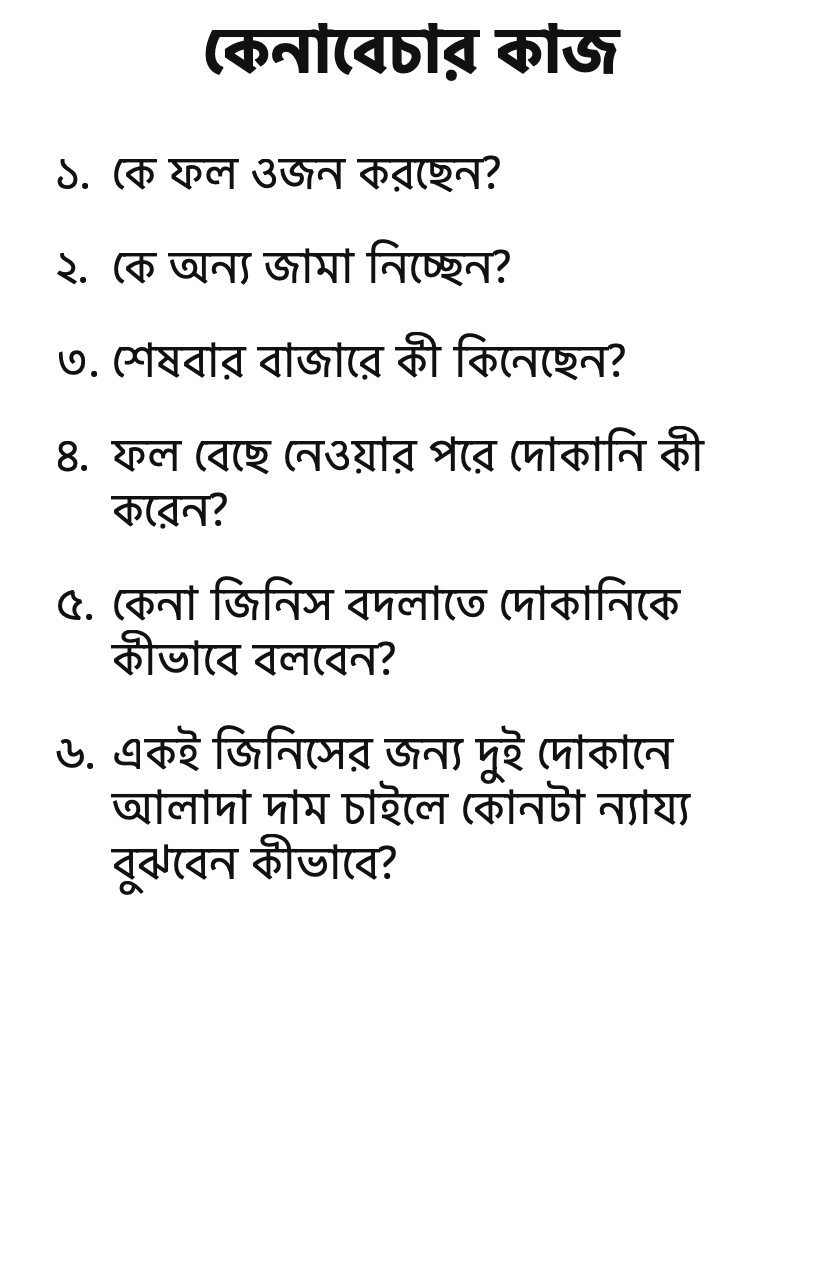 কেনাবেচার কাজ
১. কে ফল ওজন করছেন?
২. কে অন্য জামা নিচ্ছেন?
৩. শেষবার বাজারে কী কিনেছেন?
৪. ফল বেছে নেওয়ার পরে দোকানি কী
করেন?
৫. কেনা জিনিস বদলাতে দোকানিকে
কীভাবে বলবেন?
৬. একই জিনিসের জন্য দুই দোকানে
আলাদা দাম চাইলে কোনটা ন্যায্য
বুঝবেন কীভাবে?